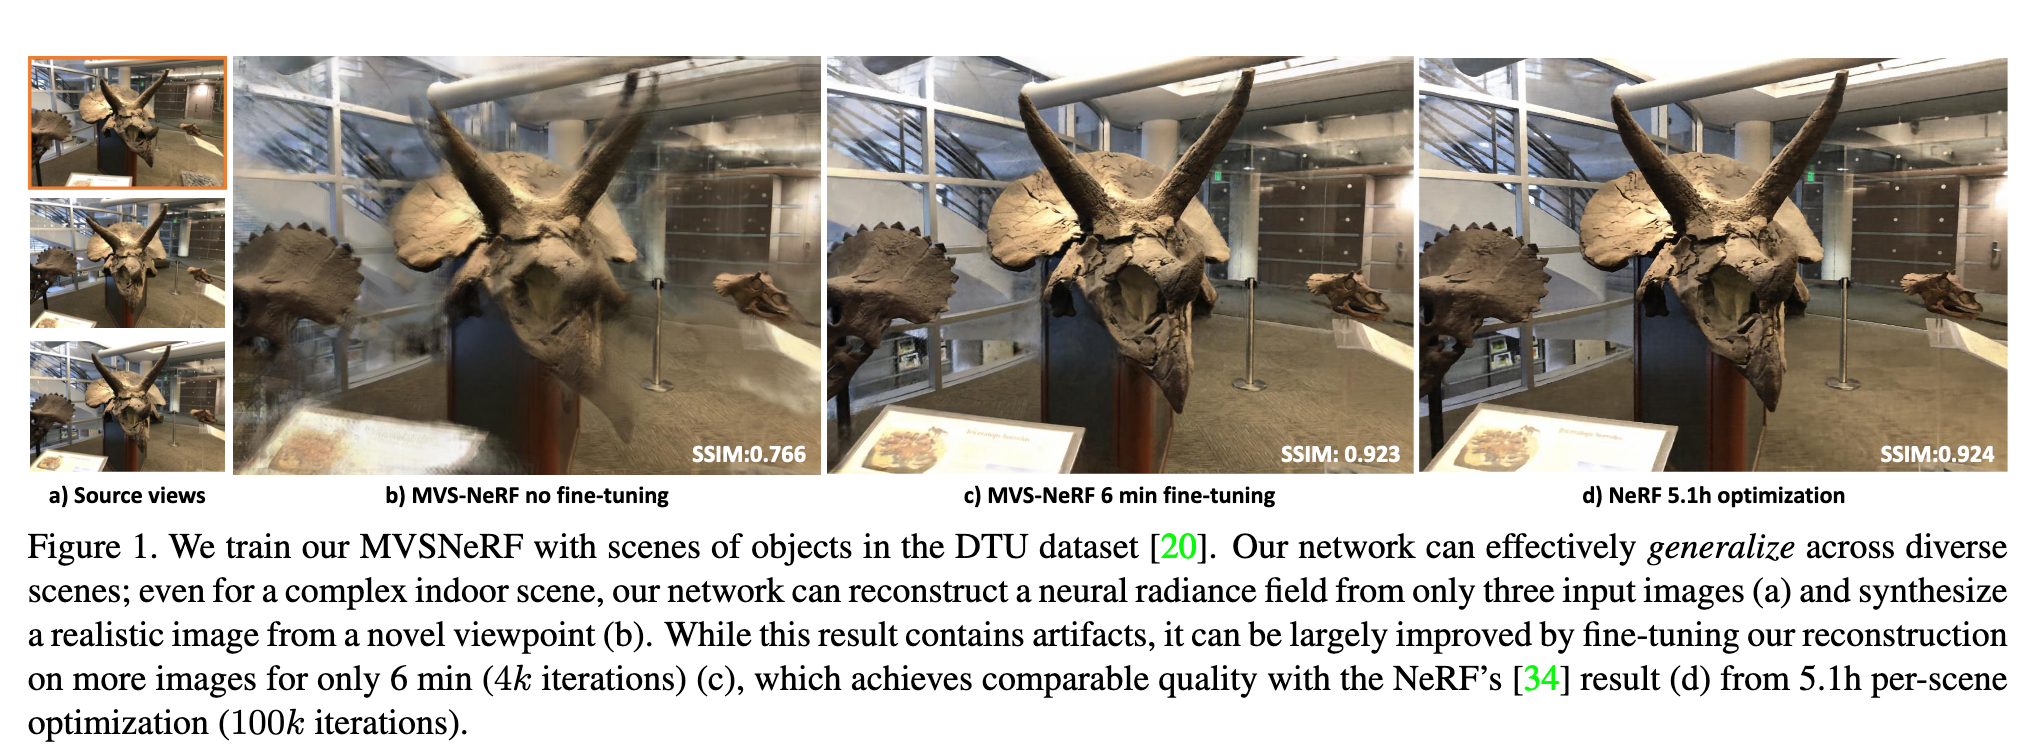 SSIM:0.766
SSIM: 0.923
SSIM:0.924
a) Source views
b) MVS-NeRF no fine-tuning
c) MVS-NeRF 6 min fine-tuning
d) NeRF 5.1h optimization
Figure 1. We train our MVSNeRF with scenes of objects in the DTU dataset [20]. Our network can effectively generalize across diverse
scenes; even for a complex indoor scene, our network can reconstruct a neural radiance field from only three input images (a) and synthesize
a realistic image from a novel viewpoint (b). While this result contains artifacts, it can be largely improved by fine-tuning our reconstruction
on more images for only 6 min (4k iterations) (c), which achieves comparable quality with the NeRF's [34] result (d) from 5.1h per-scene
optimization (100k iterations).